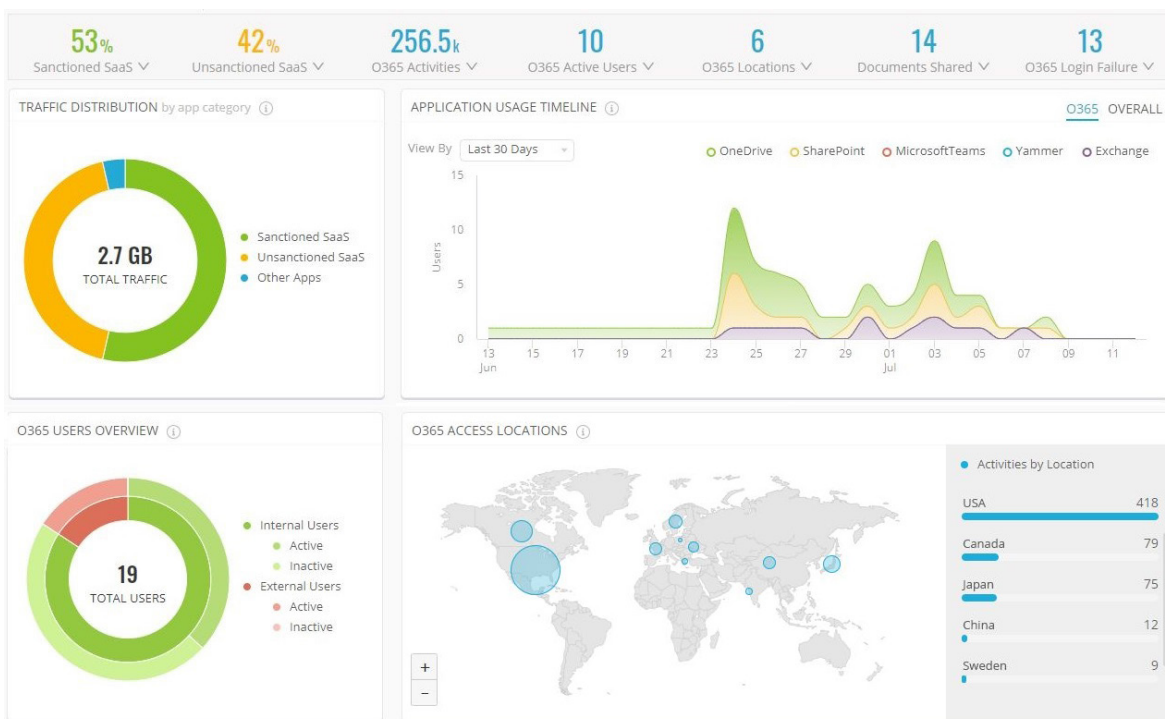 53% 42% 256.5k 10 6 14 13
Sanctioned SaaS Unsanctioned SaaS O365 Activities O365 Active Users O365 Locations Documents Shared O365 Login Failure
TRAFFIC DISTRIBUTION by app category
2.7 GB
TOTAL TRAFFIC
Sanctioned SaaS
Unsanctioned SaaS
Other Apps
APPLICATION USAGE TIMELINE O365 OVERALL
View By Last 30 Days OneDrive SharePoint MicrosoftTeams Yammer Exchange
15
10
5
0
Users
13 15 17 19 21 23 25 27 29 01 03 05 07 09 11
Jun Jul
O365 USERS OVERVIEW
19
TOTAL USERS
Internal Users
Active
Inactive
External Users
Active
Inactive
O365 ACCESS LOCATIONS
+
−
Activities by Location
USA 418
Canada 79
Japan 75
China 12
Sweden 9